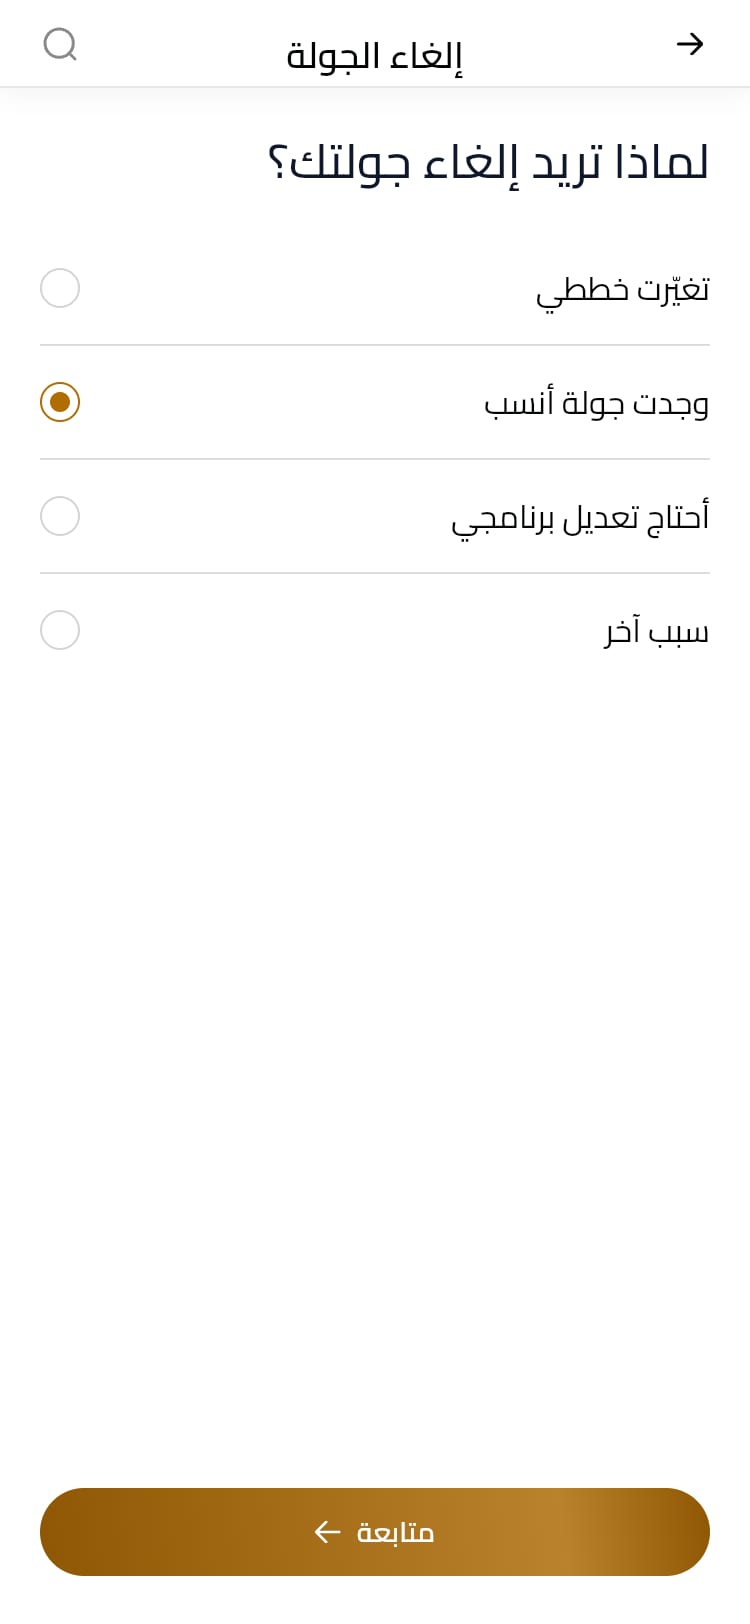 إلغاء الجولة
لماذا تريد إلغاء جولتك؟
تغيّرت خططي
وجدت جولة أنسب
أحتاج تعديل برنامجي
سبب آخر
متابعة